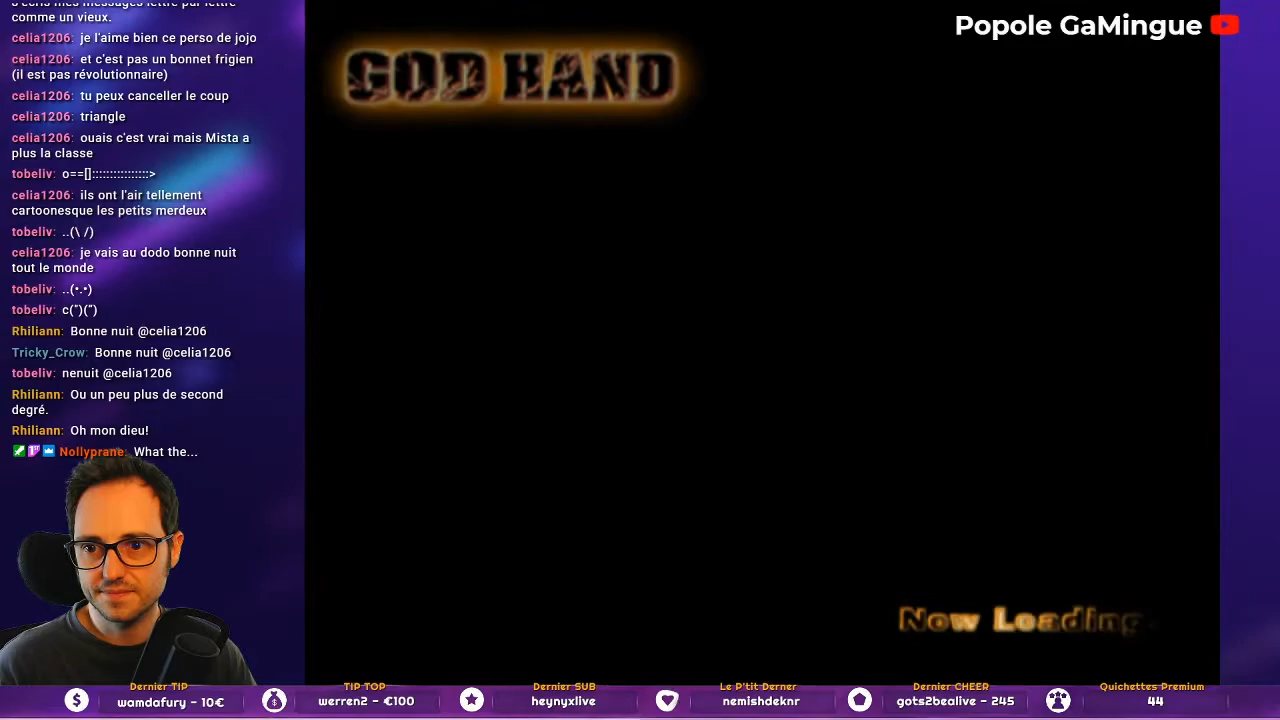 J'écris mes messages lettre par lettre
comme un vieux.
celia1206: je l'aime bien ce perso de jojo
celia1206: et c'est pas un bonnet frigien
(il est pas révolutionnaire)
celia1206: tu peux canceller le coup
celia1206: triangle
celia1206: ouais c'est vrai mais Mista a
plus la classe
tobeliv: o==[]::::::::::::::::>
celia1206: ils ont l'air tellement
cartoonesque les petits merdeux
tobeliv: ..(\ /)
celia1206: je vais au dodo bonne nuit
tout le monde
tobeliv: ..(•.•)
tobeliv: c(")(")
Rhiliann: Bonne nuit @celia1206
Tricky_Crow: Bonne nuit @celia1206
tobeliv: nenuit @celia1206
Rhiliann: Ou un peu plus de second
degré.
Rhiliann: Oh mon dieu!
Nollyprane: What the...
GOD HAND
Popole GaMingue
Now Loading.
Dernier TIP
wamdafury - 10€
TIP TOP
werren2 - €100
Dernier SUB
heynyxlive
Le P'tit Derner
nemishdeknr
Dernier CHEER
gots2bealive - 245
Quichettes Premium
44